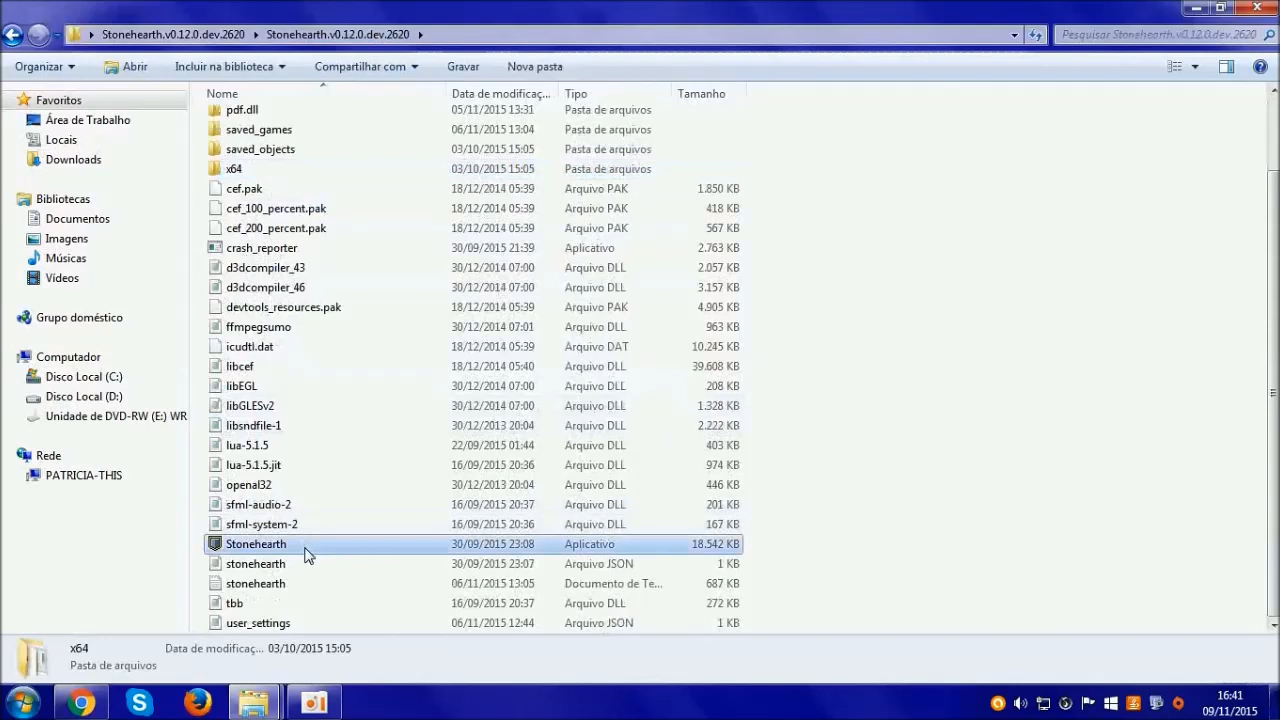 Stonehearth.v0.12.0.dev.2620 Stonehearth.v0.12.0.dev.2620 Pesquisar Stonehearth.v0.12.0.dev.2620
Organizar Abrir Incluir na biblioteca Compartilhar com Gravar Nova pasta
Favoritos
Área de Trabalho
Locais
Downloads
Bibliotecas
Documentos
Imagens
Músicas
Vídeos
Grupo doméstico
Computador
Disco Local (C:)
Disco Local (D:)
Unidade de DVD-RW (E:) WR
Rede
PATRICIA-THIS
Nome Data de modificaç... Tipo Tamanho
pdf.dll 05/11/2015 13:31 Pasta de arquivos
saved_games 06/11/2015 13:04 Pasta de arquivos
saved_objects 03/10/2015 15:05 Pasta de arquivos
x64 03/10/2015 15:05 Pasta de arquivos
cef.pak 18/12/2014 05:39 Arquivo PAK 1.850 KB
cef_100_percent.pak 18/12/2014 05:39 Arquivo PAK 418 KB
cef_200_percent.pak 18/12/2014 05:39 Arquivo PAK 567 KB
crash_reporter 30/09/2015 21:39 Aplicativo 2.763 KB
d3dcompiler_43 30/12/2014 07:00 Arquivo DLL 2.057 KB
d3dcompiler_46 30/12/2014 07:00 Arquivo DLL 3.157 KB
devtools_resources.pak 18/12/2014 05:39 Arquivo PAK 4.905 KB
ffmpegsumo 30/12/2014 07:01 Arquivo DLL 963 KB
icudtl.dat 18/12/2014 05:39 Arquivo DAT 10.245 KB
libcef 18/12/2014 05:40 Arquivo DLL 39.608 KB
libEGL 30/12/2014 07:00 Arquivo DLL 208 KB
libGLESv2 30/12/2014 07:00 Arquivo DLL 1.328 KB
libsndfile-1 30/12/2013 20:04 Arquivo DLL 2.222 KB
lua-5.1.5 22/09/2015 01:44 Arquivo DLL 403 KB
lua-5.1.5.jit 16/09/2015 20:36 Arquivo DLL 974 KB
openal32 30/12/2013 20:04 Arquivo DLL 446 KB
sfml-audio-2 16/09/2015 20:37 Arquivo DLL 201 KB
sfml-system-2 16/09/2015 20:36 Arquivo DLL 167 KB
Stonehearth 30/09/2015 23:08 Aplicativo 18.542 KB
stonehearth 30/09/2015 23:07 Arquivo JSON 1 KB
stonehearth 06/11/2015 13:05 Documento de Te... 687 KB
tbb 16/09/2015 20:37 Arquivo DLL 272 KB
user_settings 06/11/2015 12:44 Arquivo JSON 1 KB
x64 Data de modificaç... 03/10/2015 15:05
Pasta de arquivos
16:41
09/11/2015